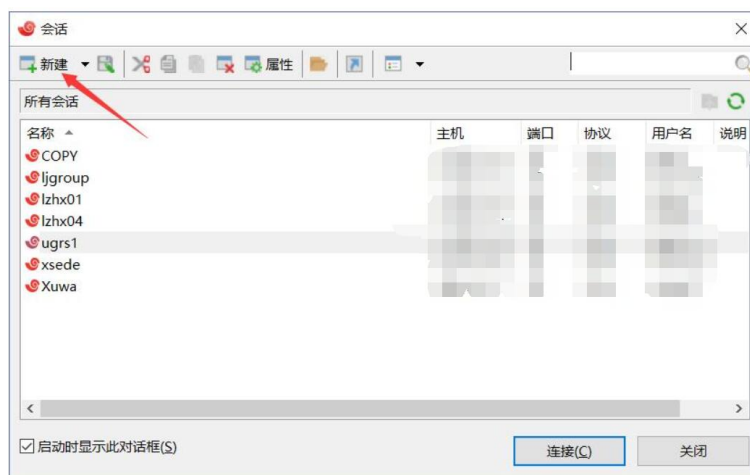 会话
新建 属性
所有会话
名称 主机 端口 协议 用户名 说明
COPY
ljgroup
lzhx01
lzhx04
ugrs1
xsede
Xuwa
启动时显示此对话框(S)
连接(C) 关闭